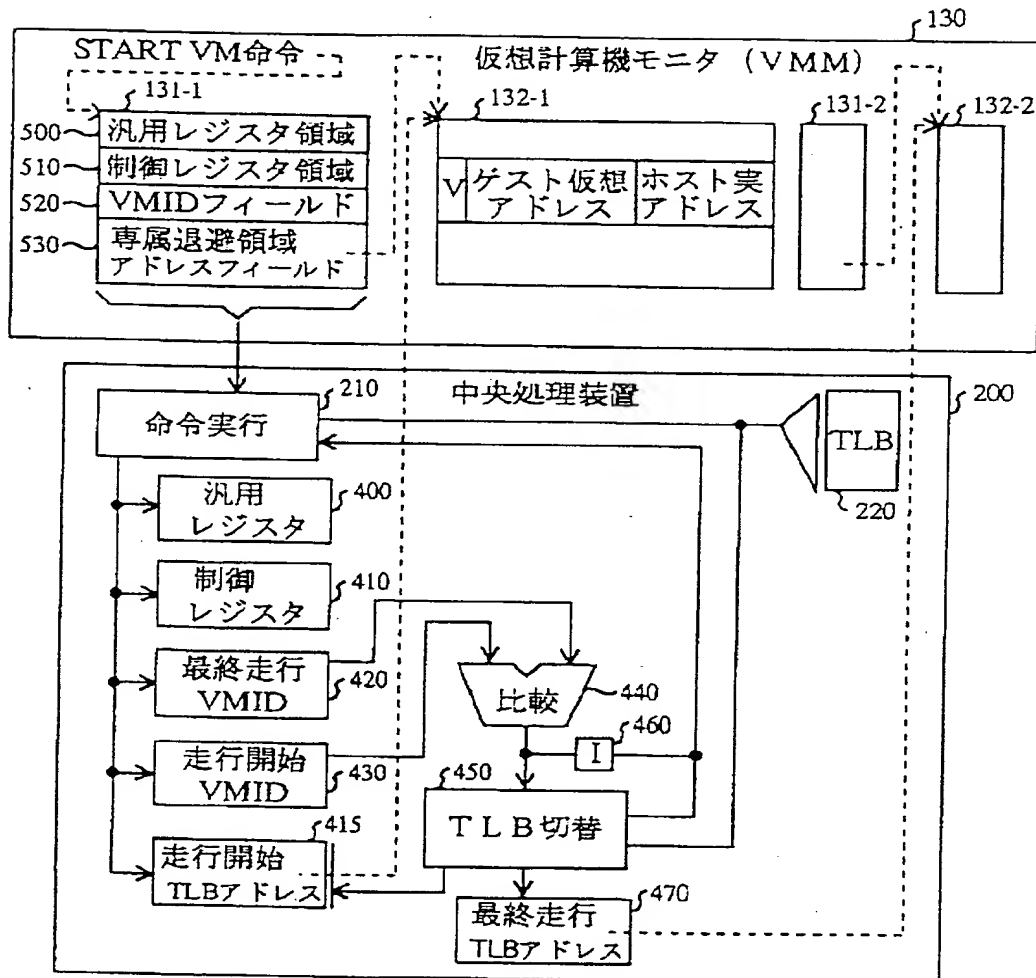 130
START VM命令
仮想計算機モニタ (VMM)
131-1
132-1
131-2
132-2
500
汎用レジスタ領域
510
制御レジスタ領域
520
VMIDフィールド
530
専属退避領域
アドレスフィールド
V
ゲスト仮想
アドレス
ホスト実
アドレス
210
中央処理装置
200
命令実行
TLB
220
汎用
レジスタ
400
制御
レジスタ
410
最終走行
VMID
420
比較
440
460
I
走行開始
VMID
430
450
TLB切替
415
走行開始
TLBアドレス
470
最終走行
TLBアドレス